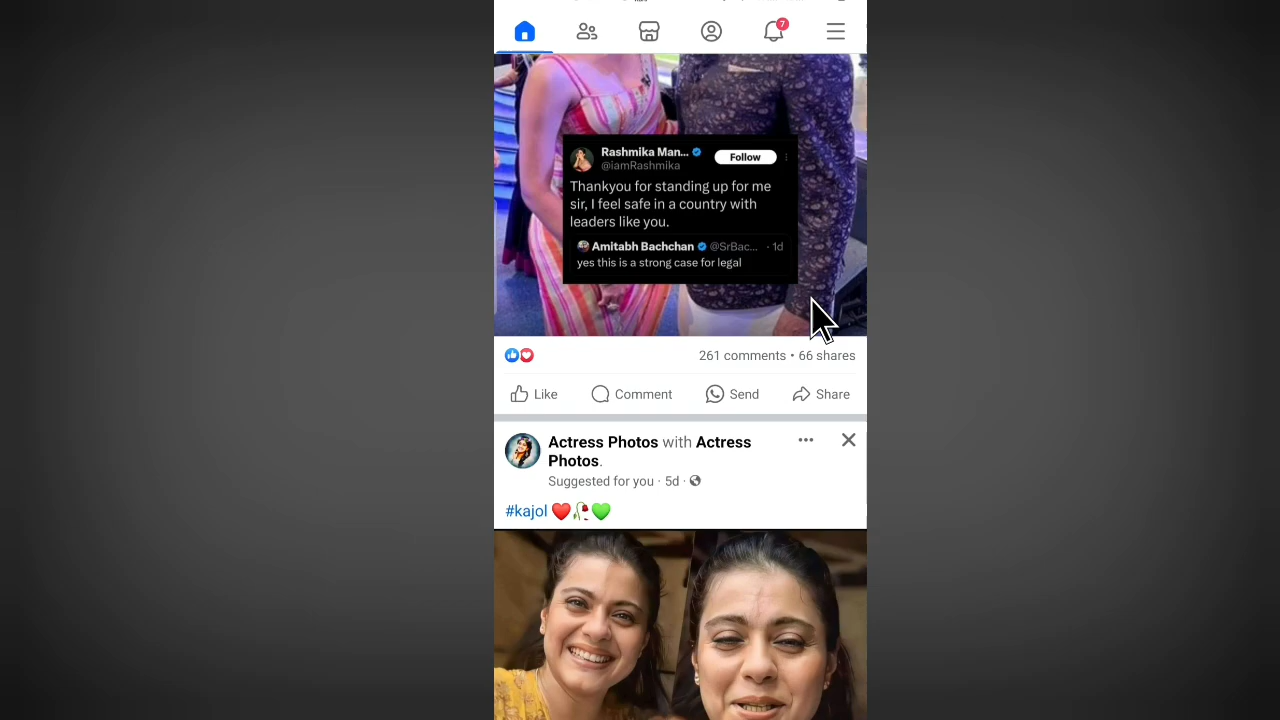 7
Rashmika Man...
Follow
@iamRashmika
Thankyou for standing up for me
sir, I feel safe in a country with
leaders like you.
Amitabh Bachchan @SrBac... · 1d
yes this is a strong case for legal
261 comments • 66 shares
Like
Comment
Send
Share
Actress Photos with Actress
Photos.
Suggested for you · 5d ·
#kajol ❤️🥀💚